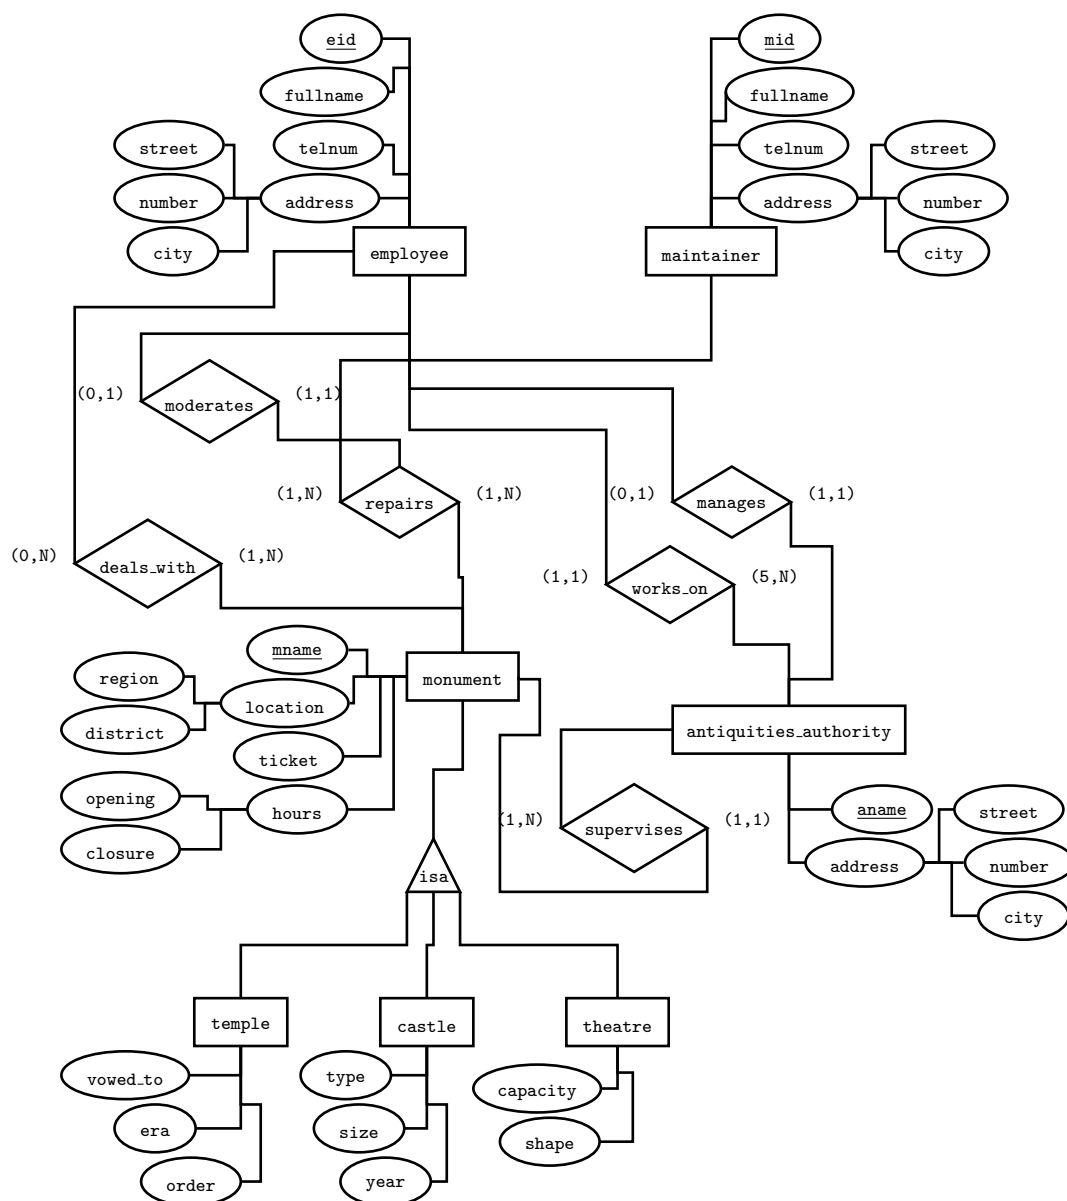 eid
mid
fullname
fullname
street
telnum
telnum
street
number
address
address
number
city
employee
maintainer
city
(0,1)
moderates
(1,1)
(1,N)
repairs
(1,N)
(0,1)
manages
(1,1)
(0,N)
deals_with
(1,N)
(1,1)
works_on
(5,N)
mname
region
location
monument
district
antiquities_authority
ticket
opening
hours
aname
street
(1,N)
supervises
(1,1)
closure
address
number
isa
city
temple
castle
theatre
vowed_to
type
capacity
era
size
shape
order
year